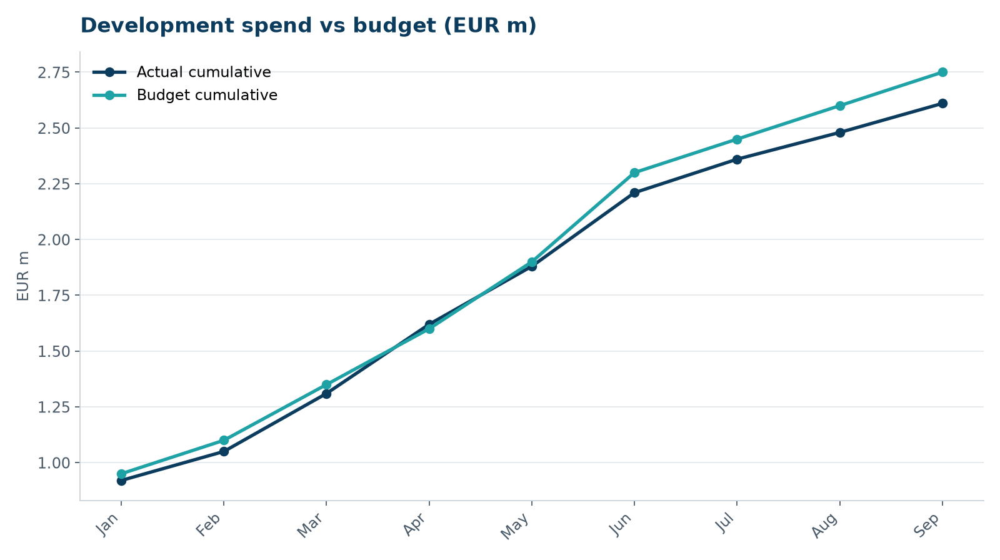 Development spend vs budget (EUR m)
Actual cumulative
Budget cumulative
EUR m
2.75
2.50
2.25
2.00
1.75
1.50
1.25
1.00
Jan
Feb
Mar
Apr
May
Jun
Jul
Aug
Sep